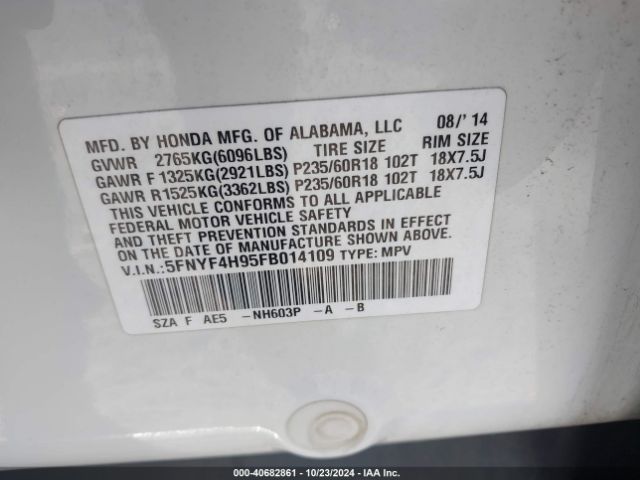 MFD. BY HONDA MFG. OF ALABAMA, LLC 08/'14
GVWR 2765KG(6096LBS) TIRE SIZE RIM SIZE
GAWR F 1325KG(2921LBS) P235/60R18 102T 18X7.5J
GAWR R 1525KG(3362LBS) P235/60R18 102T 18X7.5J
THIS VEHICLE CONFORMS TO ALL APPLICABLE
FEDERAL MOTOR VEHICLE SAFETY
AND THEFT PREVENTION STANDARDS IN EFFECT
ON THE DATE OF MANUFACTURE SHOWN ABOVE.
V.I.N.:5FNYF4H95FB014109 TYPE: MPV
SZA F AE5 -NH603P -A -B
000-40682861 - 10/23/2024 - IAA Inc.